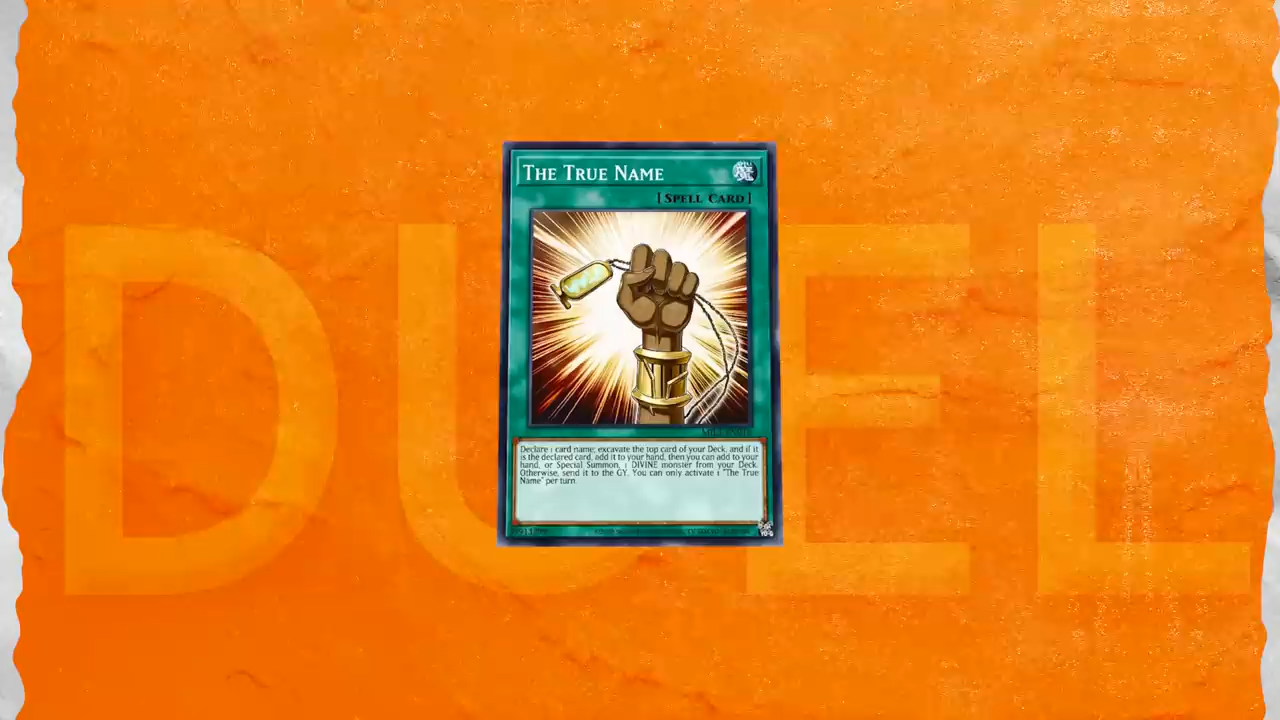 DUEL
THE TRUE NAME
[SPELL CARD]
Declare 1 card name; excavate the top card of your Deck, and if it
is the declared card, add it to your hand, then you can add to your
hand, or Special Summon, 1 DIVINE monster from your Deck.
Otherwise, send it to the GY. You can only activate 1 "The True
Name" per turn.